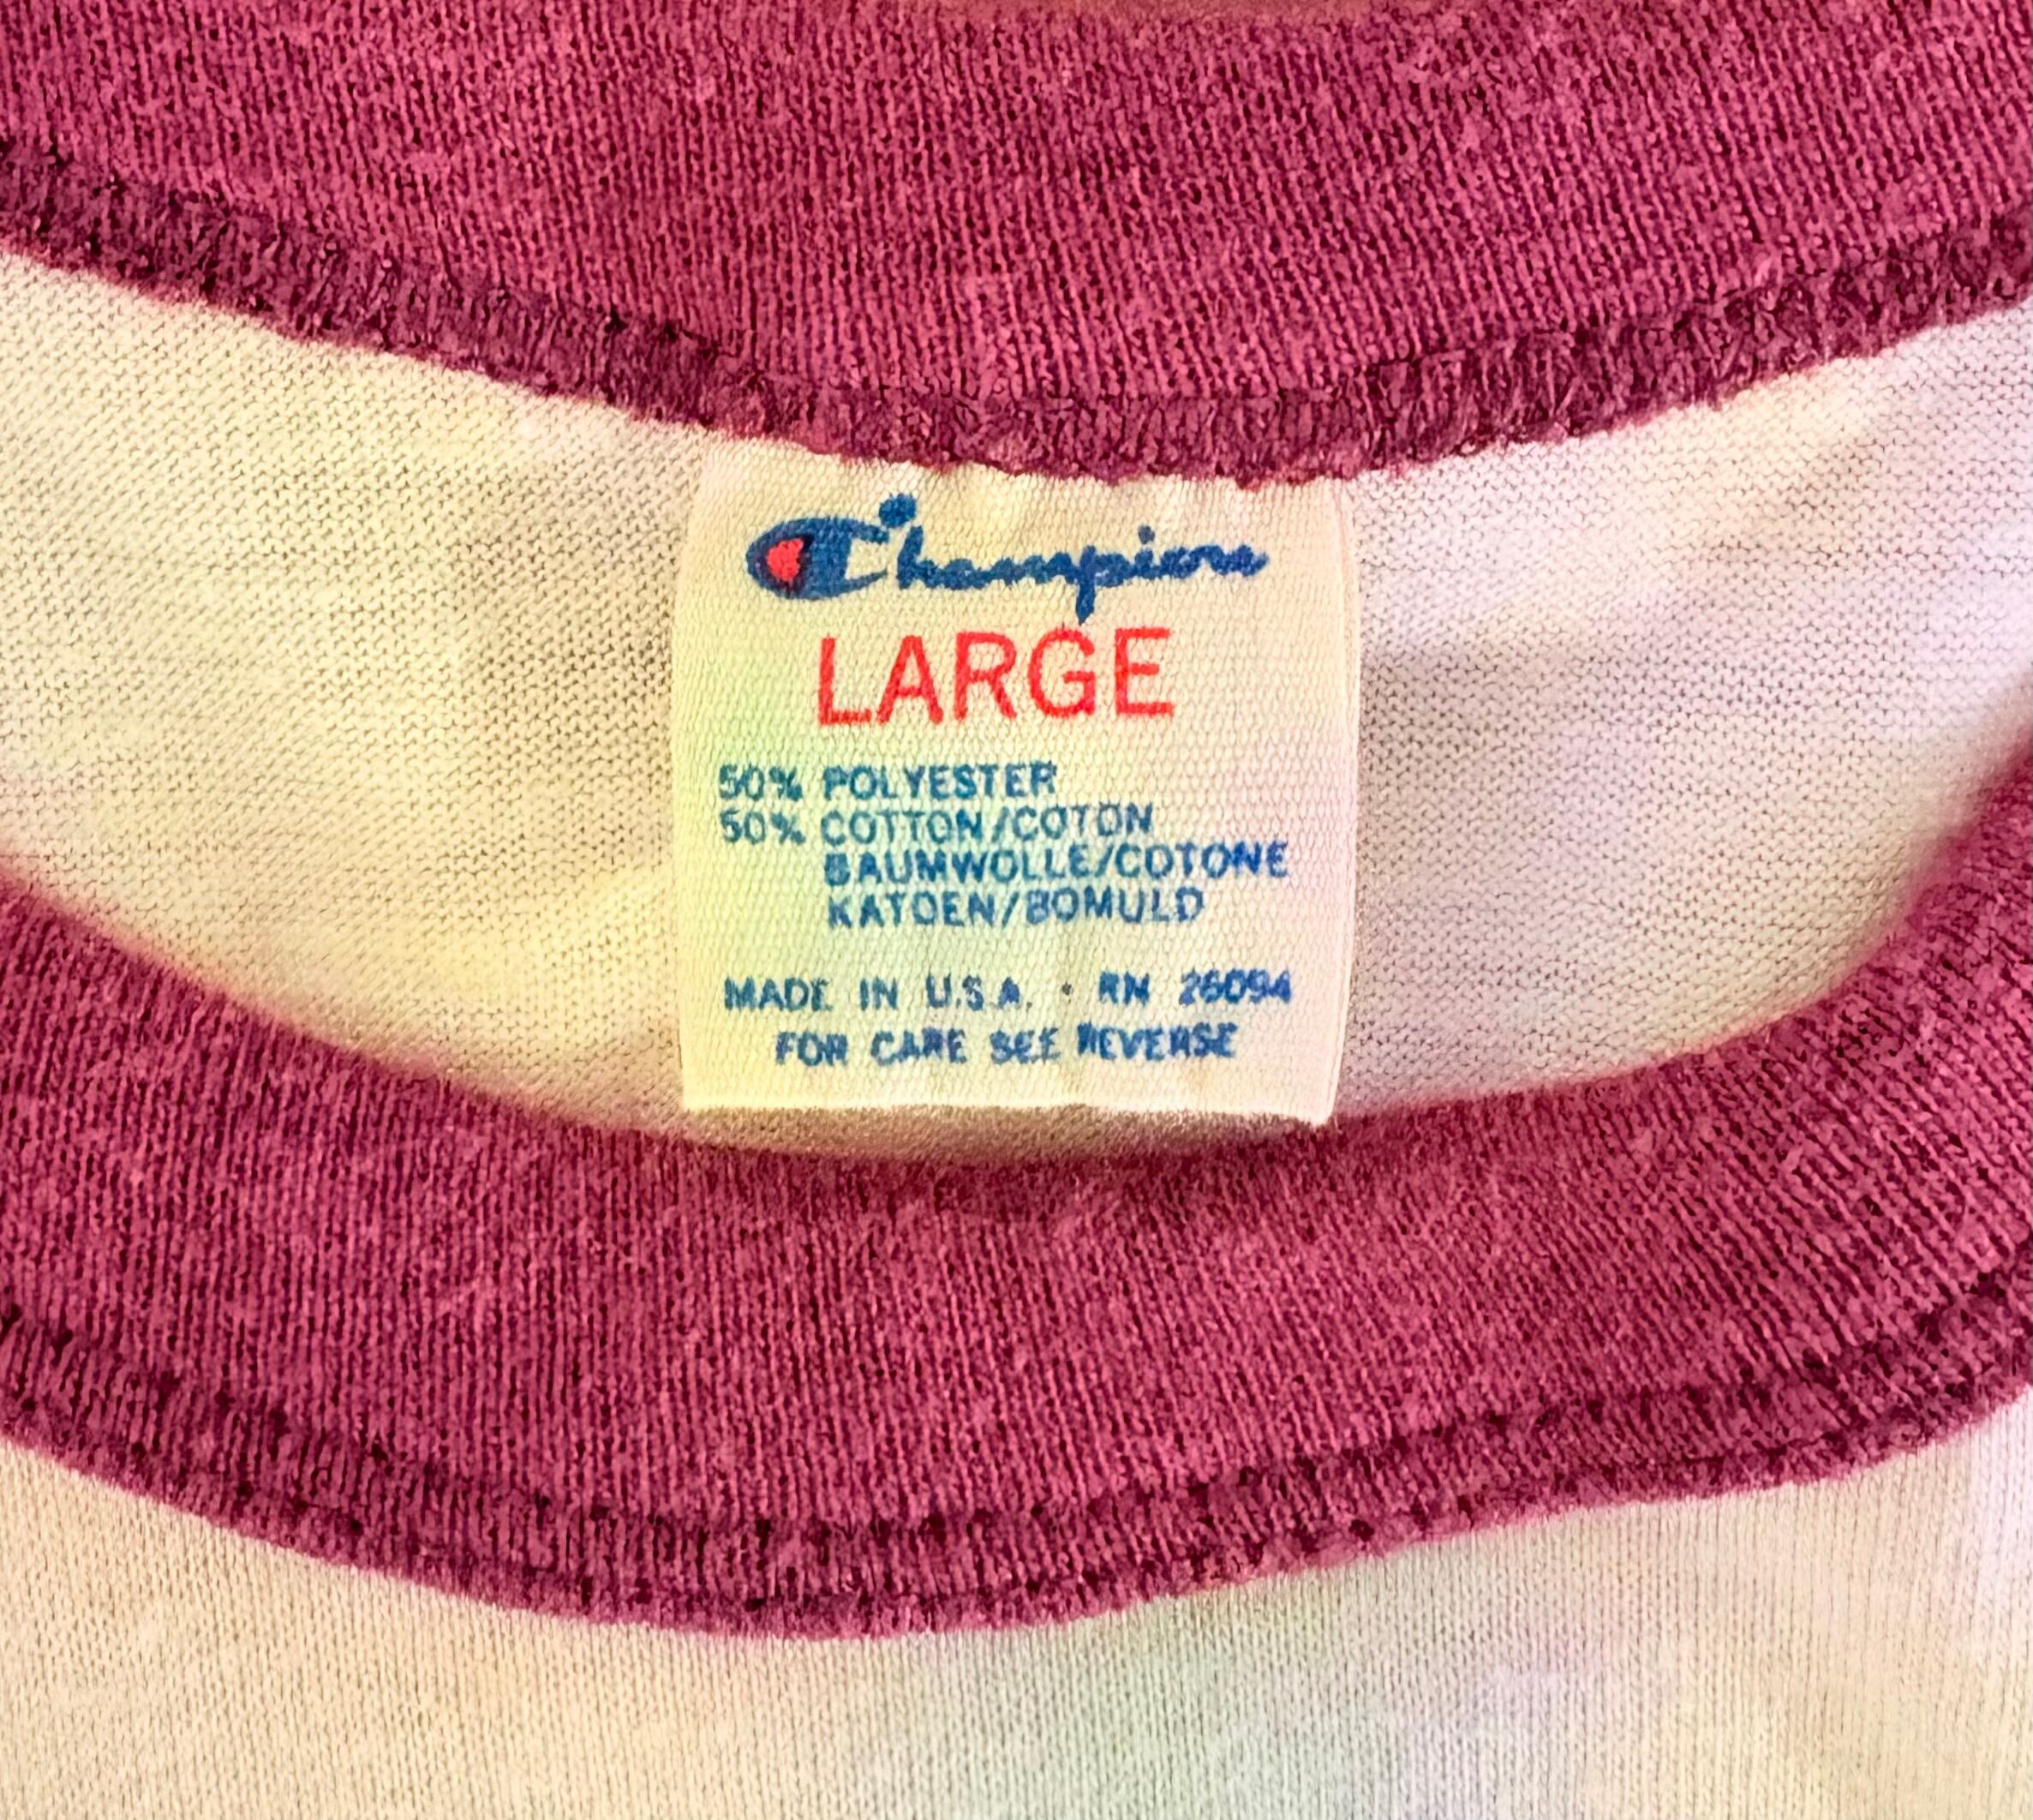 Champion
LARGE
50% POLYESTER
50% COTTON/COTON
BAUMWOLLE/COTONE
KATOEN/BOMULD
MADE IN U.S.A. • RN 26094
FOR CARE SEE REVERSE